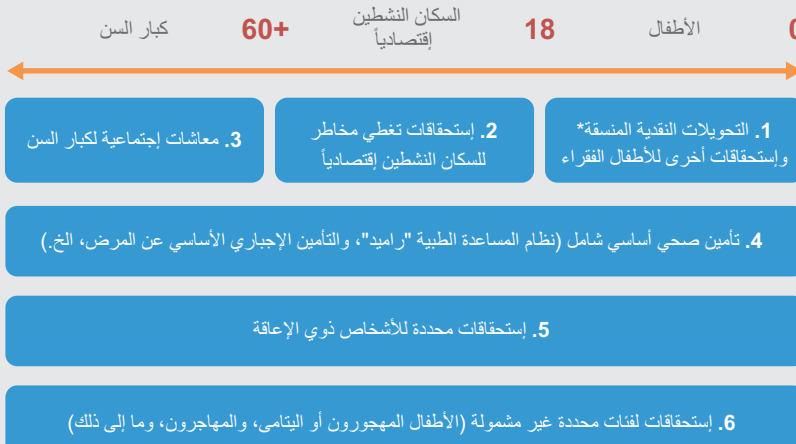 0
الأطفال
18
السكان النشطين
إقتصادياً
60+
كبار السن
1. التحويلات النقدية المنسقة*
وإستحقاقات أخرى للأطفال الفقراء
2. إستحقاقات تغطي مخاطر
للسكان النشطين إقتصادياً
3. معاشات إجتماعية لكبار السن
4. تأمين صحي أساسي شامل (نظام المساعدة الطبية "راميد"، والتأمين الإجباري الأساسي عن المرض، الخ.)
5. إستحقاقات محددة للأشخاص ذوي الإعاقة
6. إستحقاقات لفئات محددة غير مشمولة (الأطفال المهجورون أو اليتامى، والمهاجرون، وما إلى ذلك)